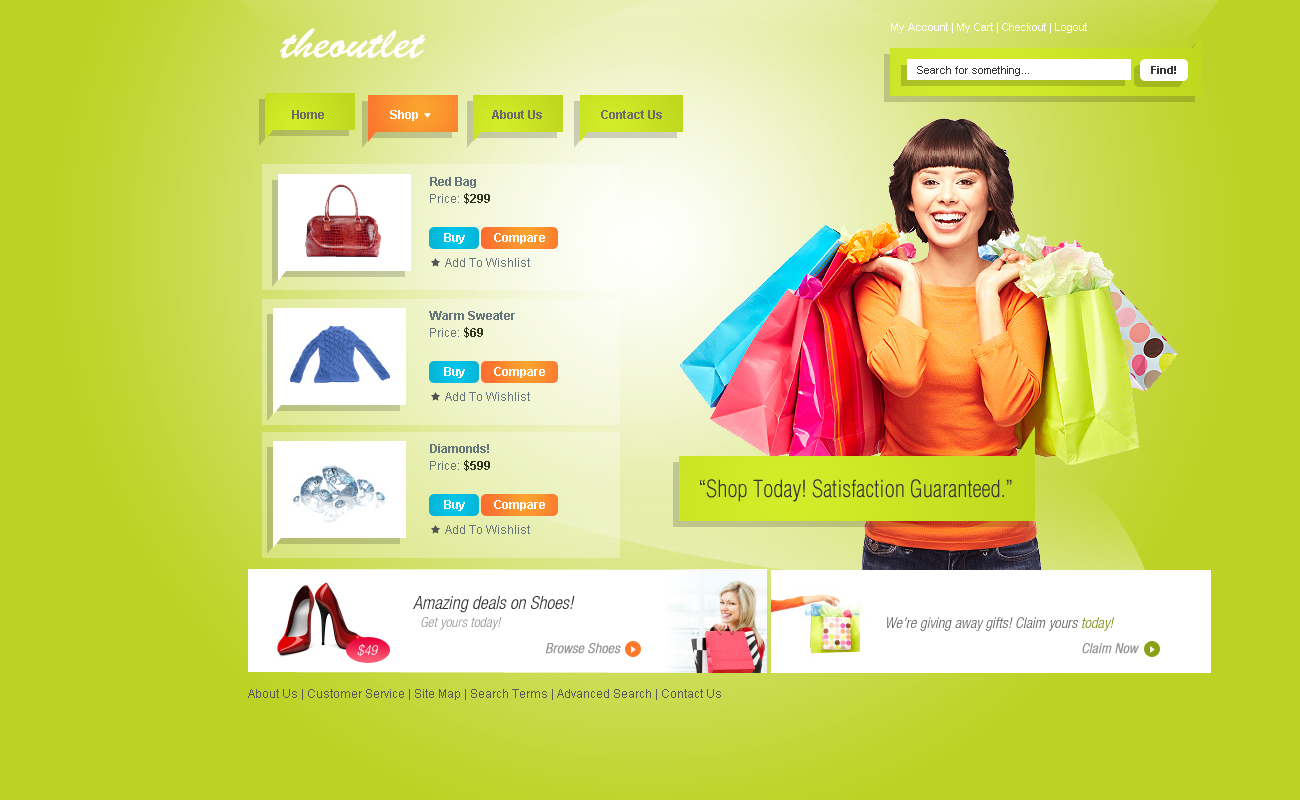 theoutlet
My Account | My Cart | Checkout | Logout
Search for something...
Find!
Home
Shop
About Us
Contact Us
Red Bag
Price: $299
Buy
Compare
Add To Wishlist
Warm Sweater
Price: $69
Buy
Compare
Add To Wishlist
Diamonds!
Price: $599
Buy
Compare
Add To Wishlist
“Shop Today! Satisfaction Guaranteed.”
Amazing deals on Shoes!
Get yours today!
$49
Browse Shoes
We're giving away gifts! Claim yours today!
Claim Now
About Us | Customer Service | Site Map | Search Terms | Advanced Search | Contact Us